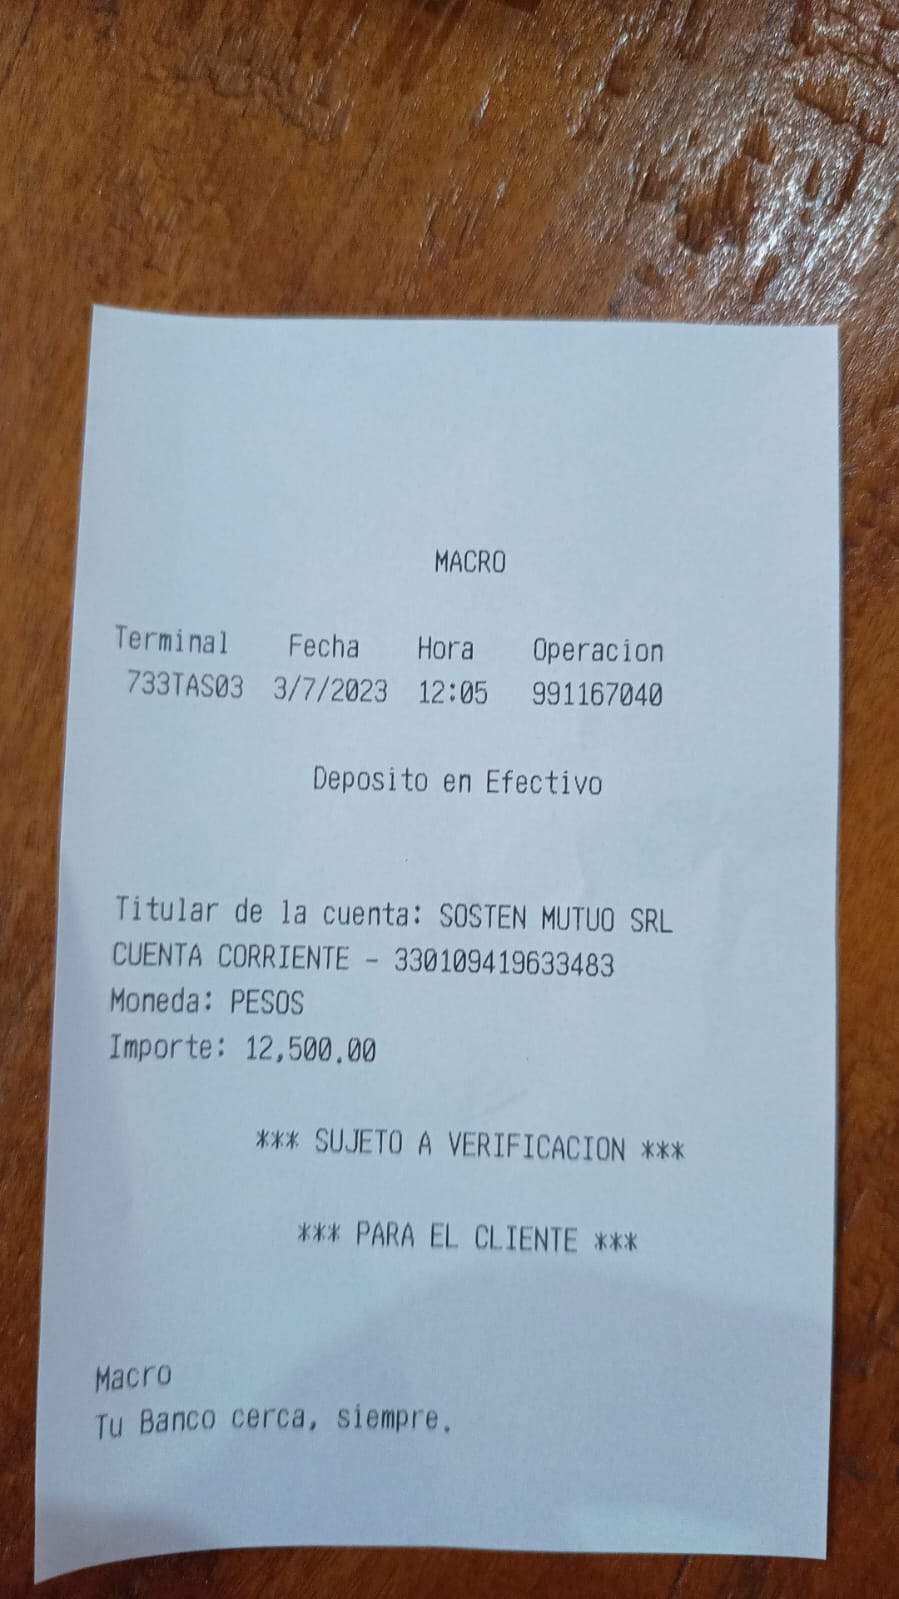 MACRO
Terminal Fecha Hora Operacion
733TAS03 3/7/2023 12:05 991167040
Deposito en Efectivo
Titular de la cuenta: SOSTEN MUTUO SRL
CUENTA CORRIENTE - 330109419633483
Moneda: PESOS
Importe: 12,500.00
*** SUJETO A VERIFICACION ***
*** PARA EL CLIENTE ***
Macro
Tu Banco cerca, siempre.